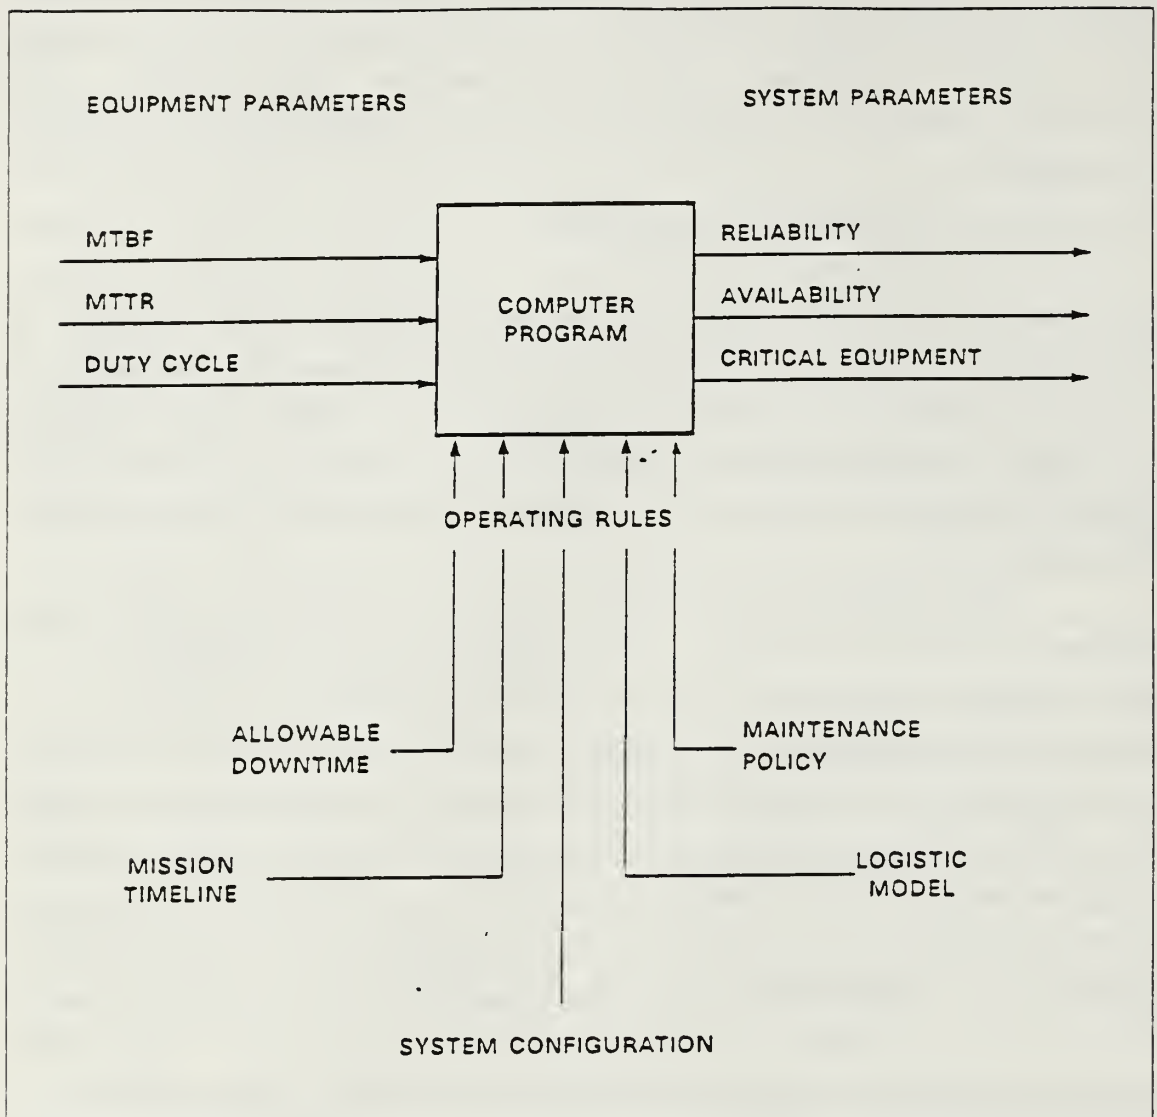 EQUIPMENT PARAMETERS
SYSTEM PARAMETERS
MTBF
MTTR
DUTY CYCLE
COMPUTER
PROGRAM
RELIABILITY
AVAILABILITY
CRITICAL EQUIPMENT
OPERATING RULES
ALLOWABLE
DOWNTIME
MAINTENANCE
POLICY
MISSION
TIMELINE
LOGISTIC
MODEL
SYSTEM CONFIGURATION